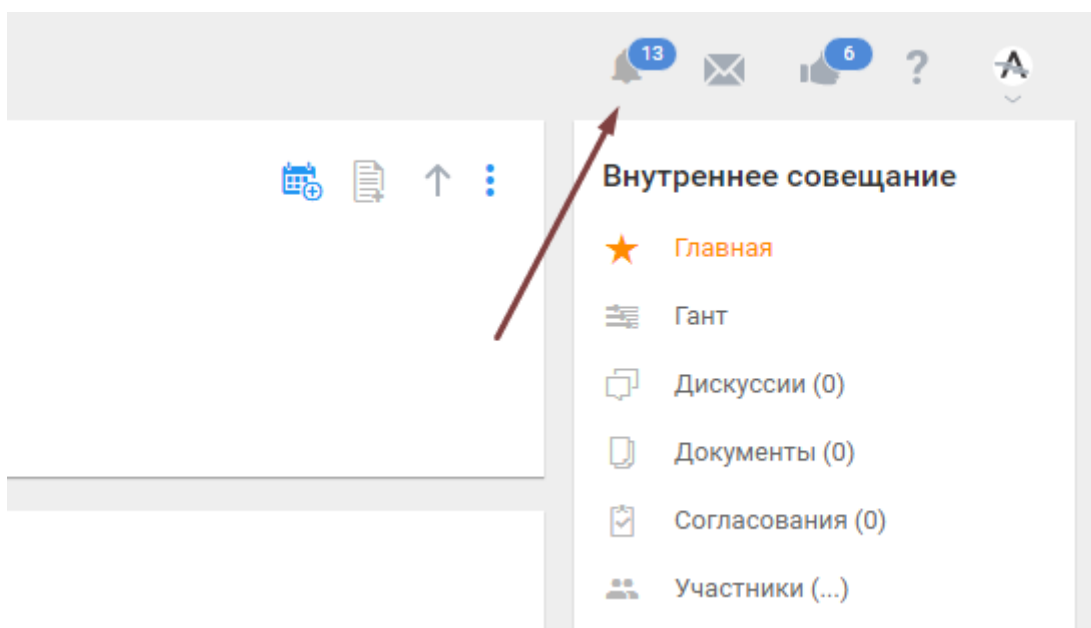 13
6
?
Внутреннее совещание
Главная
Гант
Дискуссии (0)
Документы (0)
Согласования (0)
Участники (...)